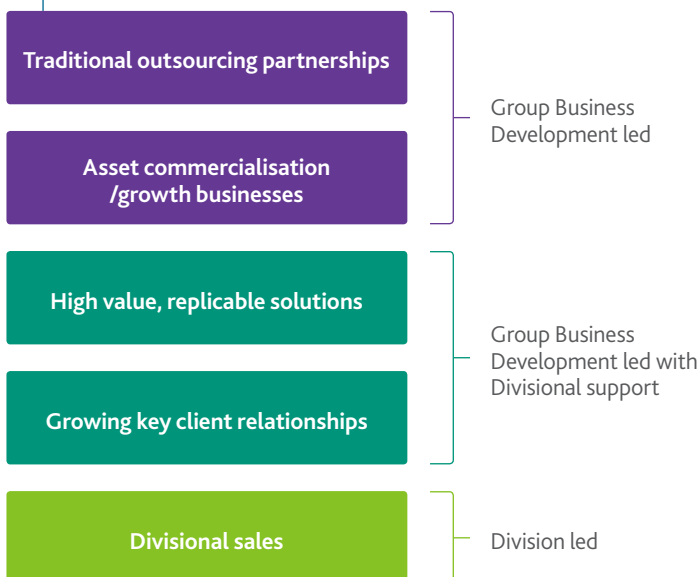 Traditional outsourcing partnerships
Asset commercialisation
/growth businesses
Group Business
Development led
High value, replicable solutions
Growing key client relationships
Group Business
Development led with
Divisional support
Divisional sales
Division led